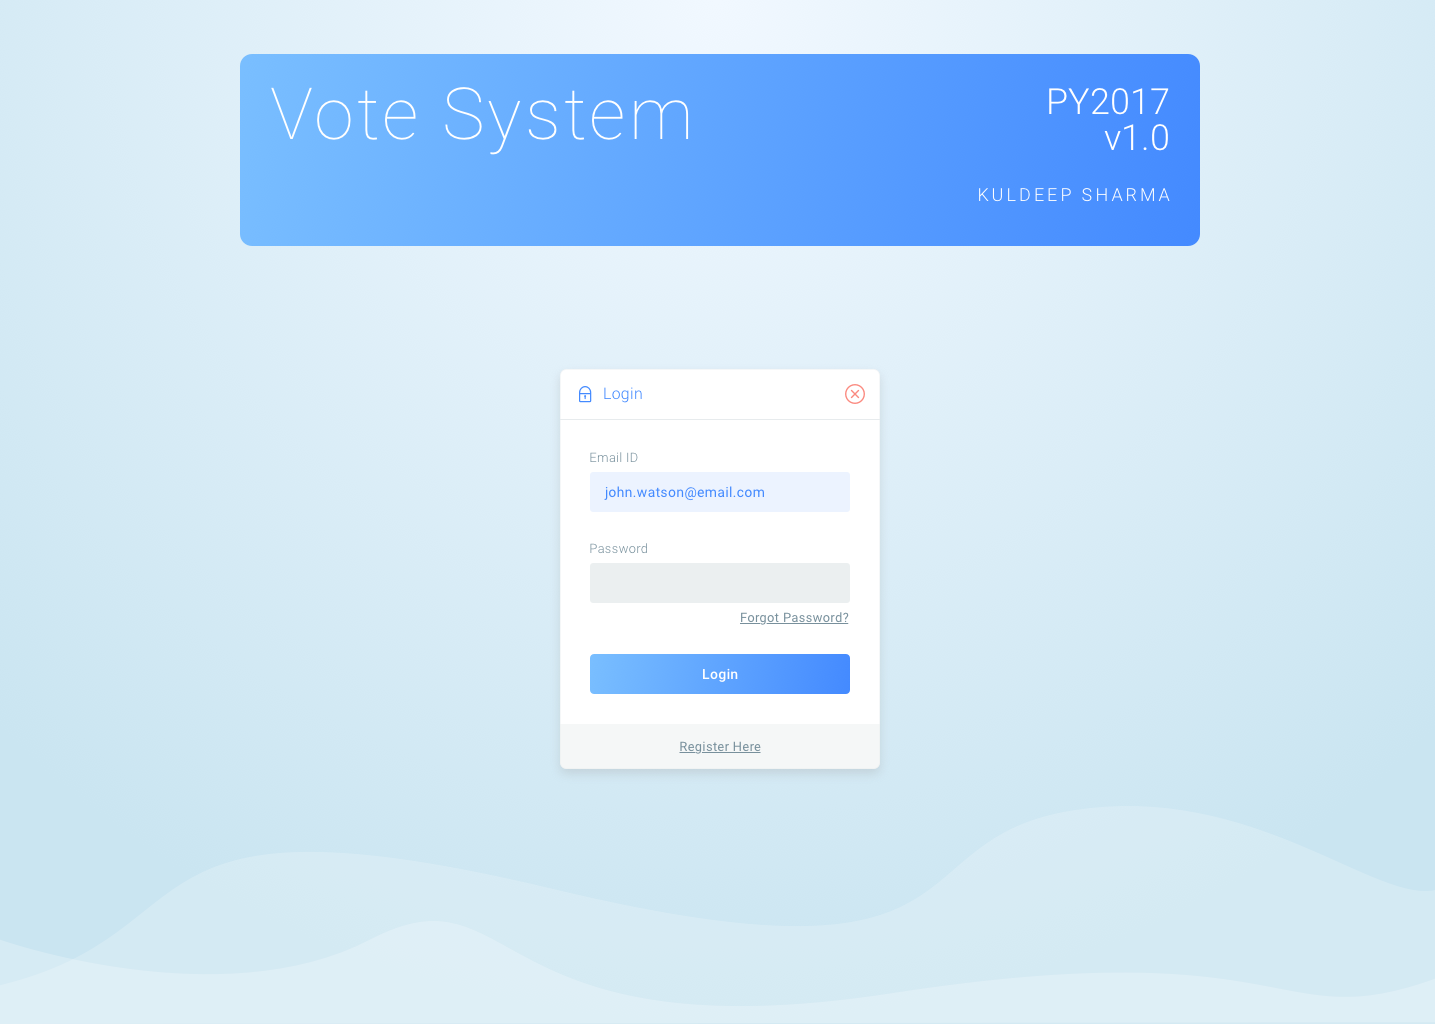 Vote System
PY2017
v1.0
KULDEEP SHARMA
Login
Email ID
john.watson@email.com
Password
Forgot Password?
Login
Register Here